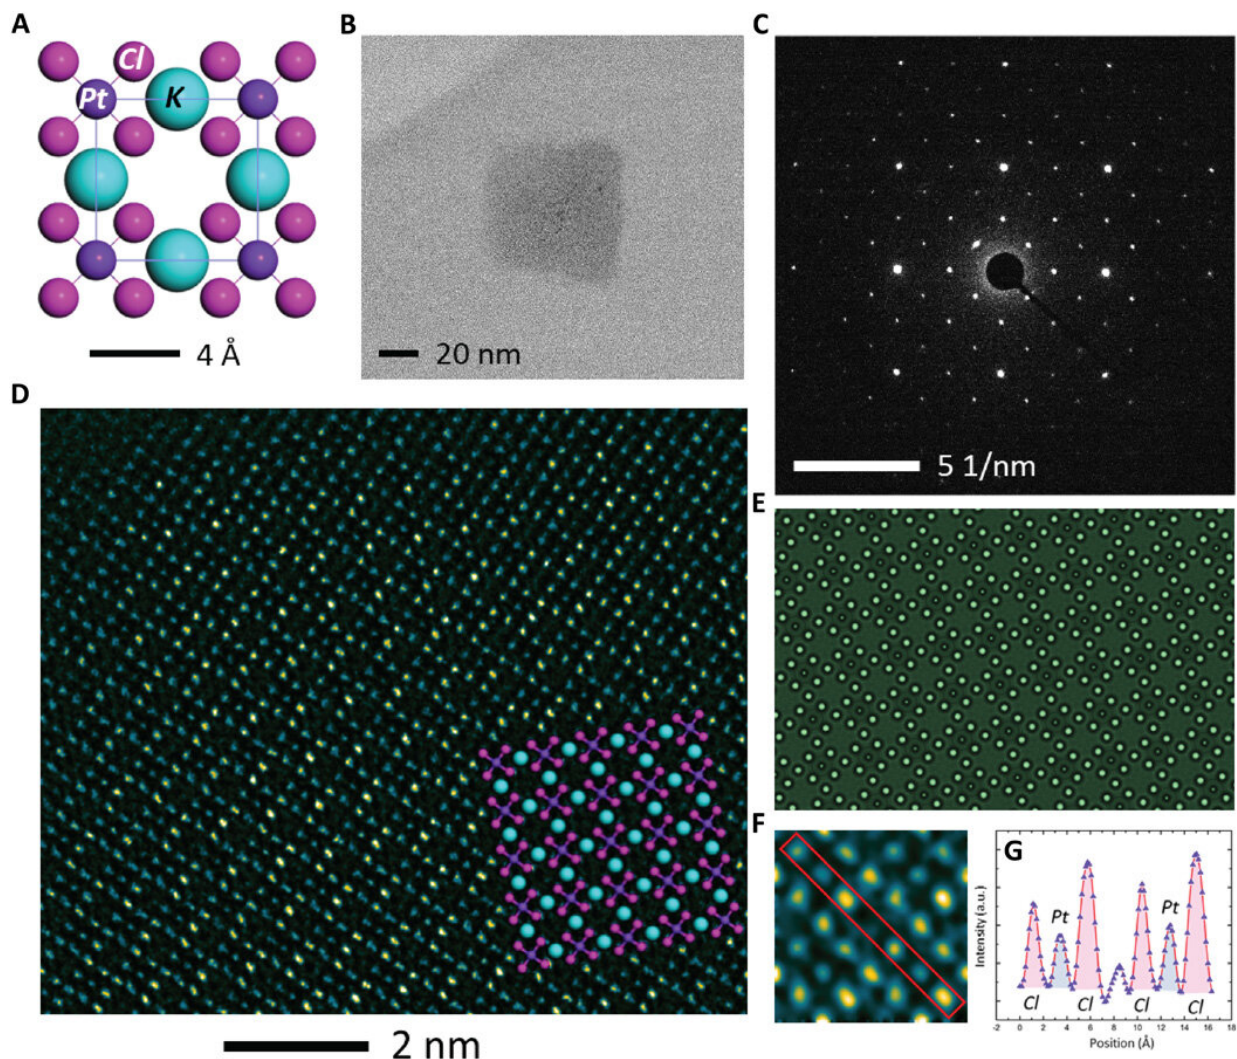 A
Cl
Pt
K
4 Å
B
20 nm
C
5 1/nm
D
2 nm
E
F
G
Intensity (a.u.)
Pt
Pt
Cl
Cl
Cl
Cl
-2 0 2 4 6 8 10 12 14 16 18
Position (Å)